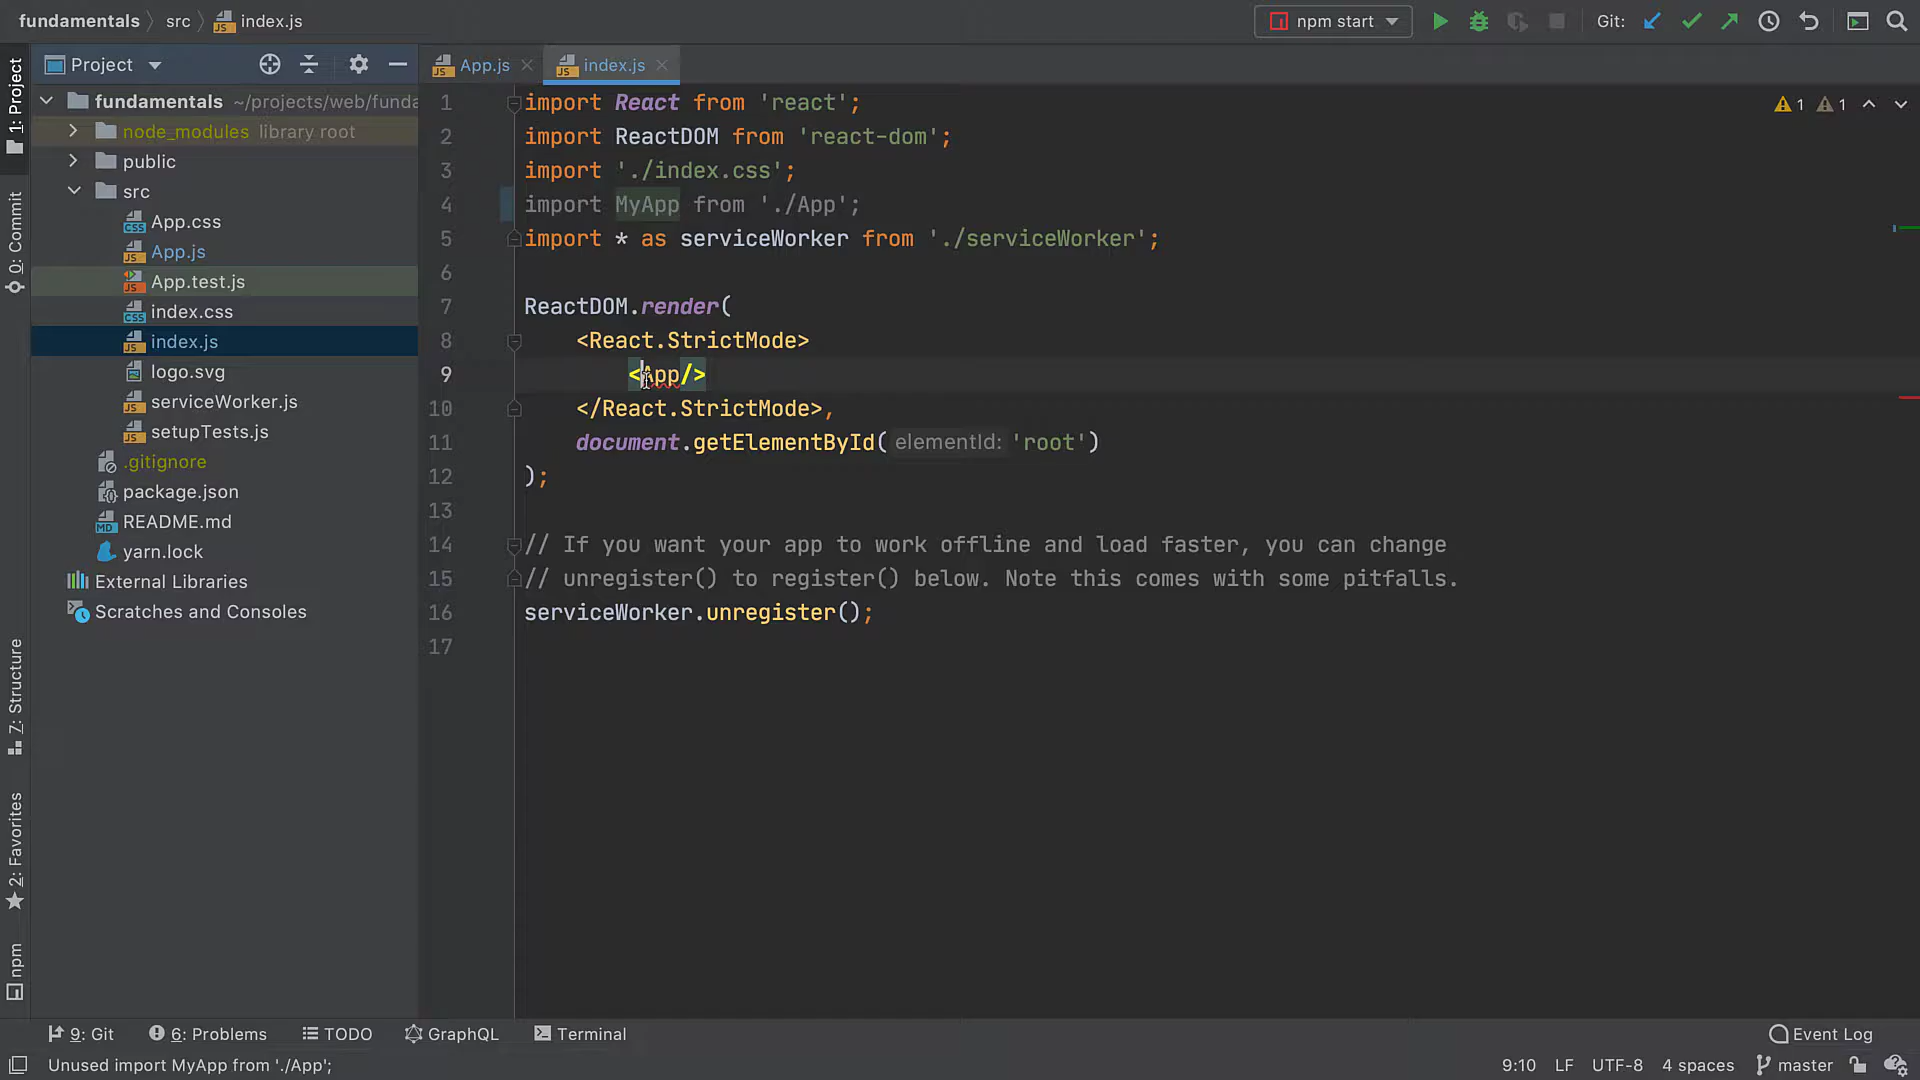 fundamentals src index.js
npm start
Git:
1: Project
0: Commit
7: Structure
2: Favorites
npm
Project
fundamentals ~/projects/web/funda
node_modules library root
public
src
App.css
App.js
App.test.js
index.css
index.js
logo.svg
serviceWorker.js
setupTests.js
.gitignore
package.json
README.md
yarn.lock
External Libraries
Scratches and Consoles
App.js index.js
1 1
1 import React from 'react';
2 import ReactDOM from 'react-dom';
3 import './index.css';
4 import MyApp from './App';
5 import * as serviceWorker from './serviceWorker';
6
7 ReactDOM.render(
8 <React.StrictMode>
9 <App/>
10 </React.StrictMode>,
11 document.getElementById( elementId: 'root')
12 );
13
14 // If you want your app to work offline and load faster, you can change
15 // unregister() to register() below. Note this comes with some pitfalls.
16 serviceWorker.unregister();
17
9: Git 6: Problems TODO GraphQL Terminal Event Log
Unused import MyApp from './App'; 9:10 LF UTF-8 4 spaces master